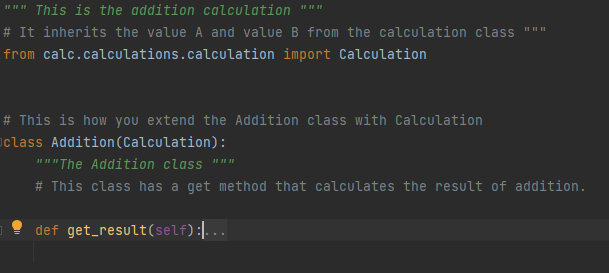 """ This is the addition calculation """
# It inherits the value A and value B from the calculation class """
from calc.calculations.calculation import Calculation
# This is how you extend the Addition class with Calculation
class Addition(Calculation):
"""The Addition class """
# This class has a get method that calculates the result of addition.
def get_result(self):...